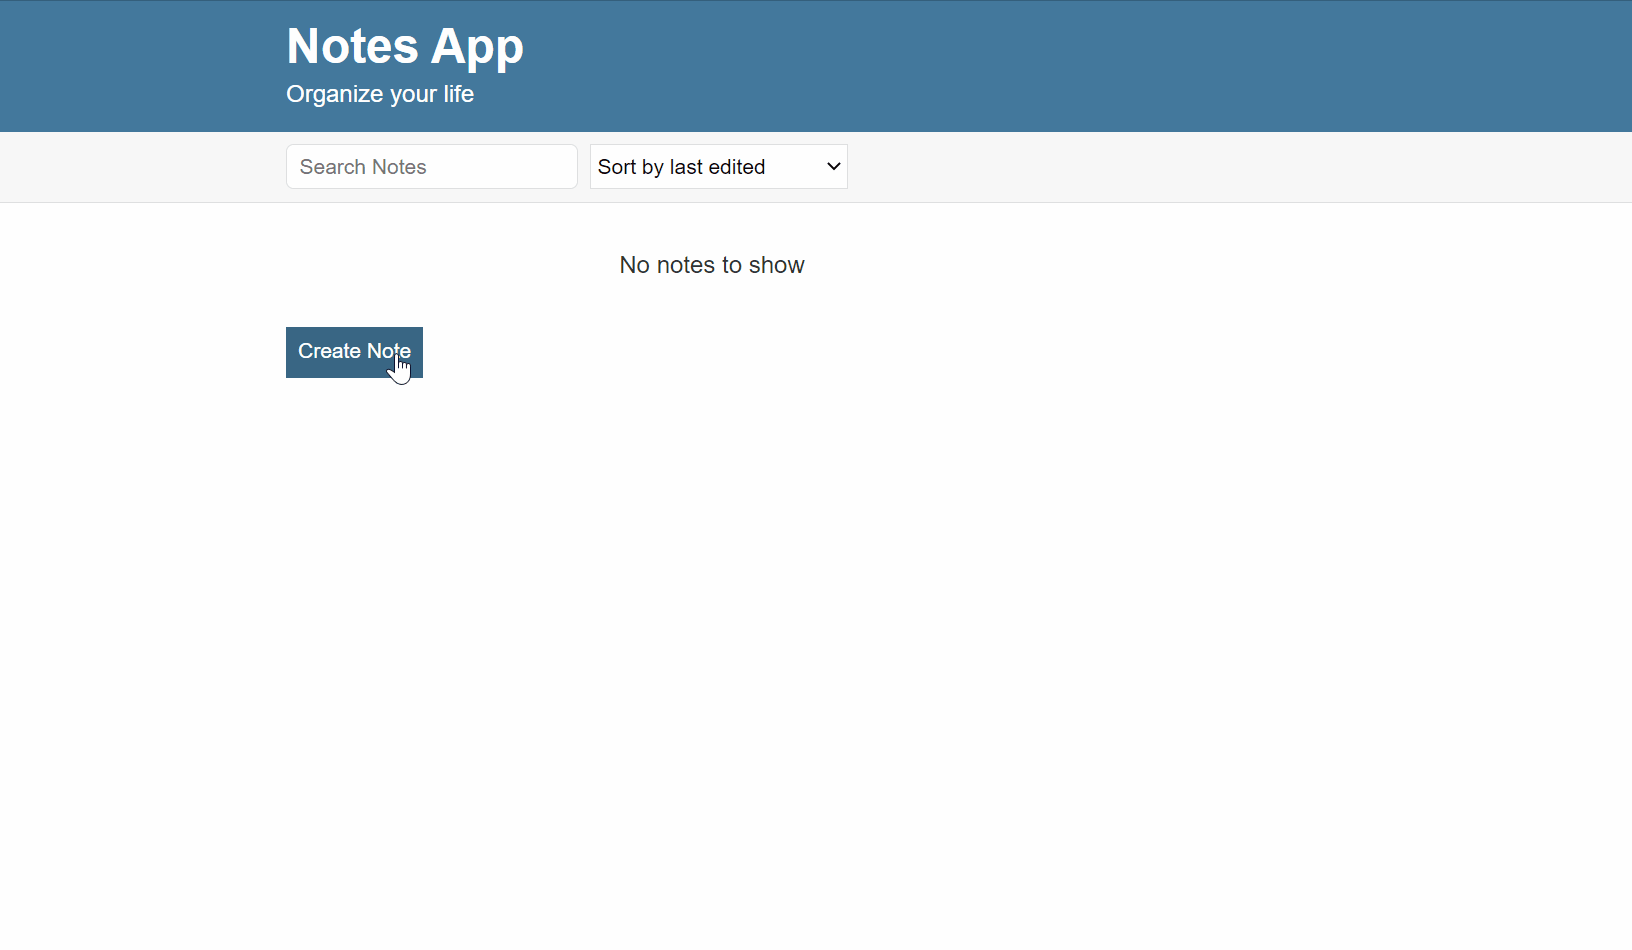 Notes App
Organize your life
Search Notes
Sort by last edited
No notes to show
Create Note